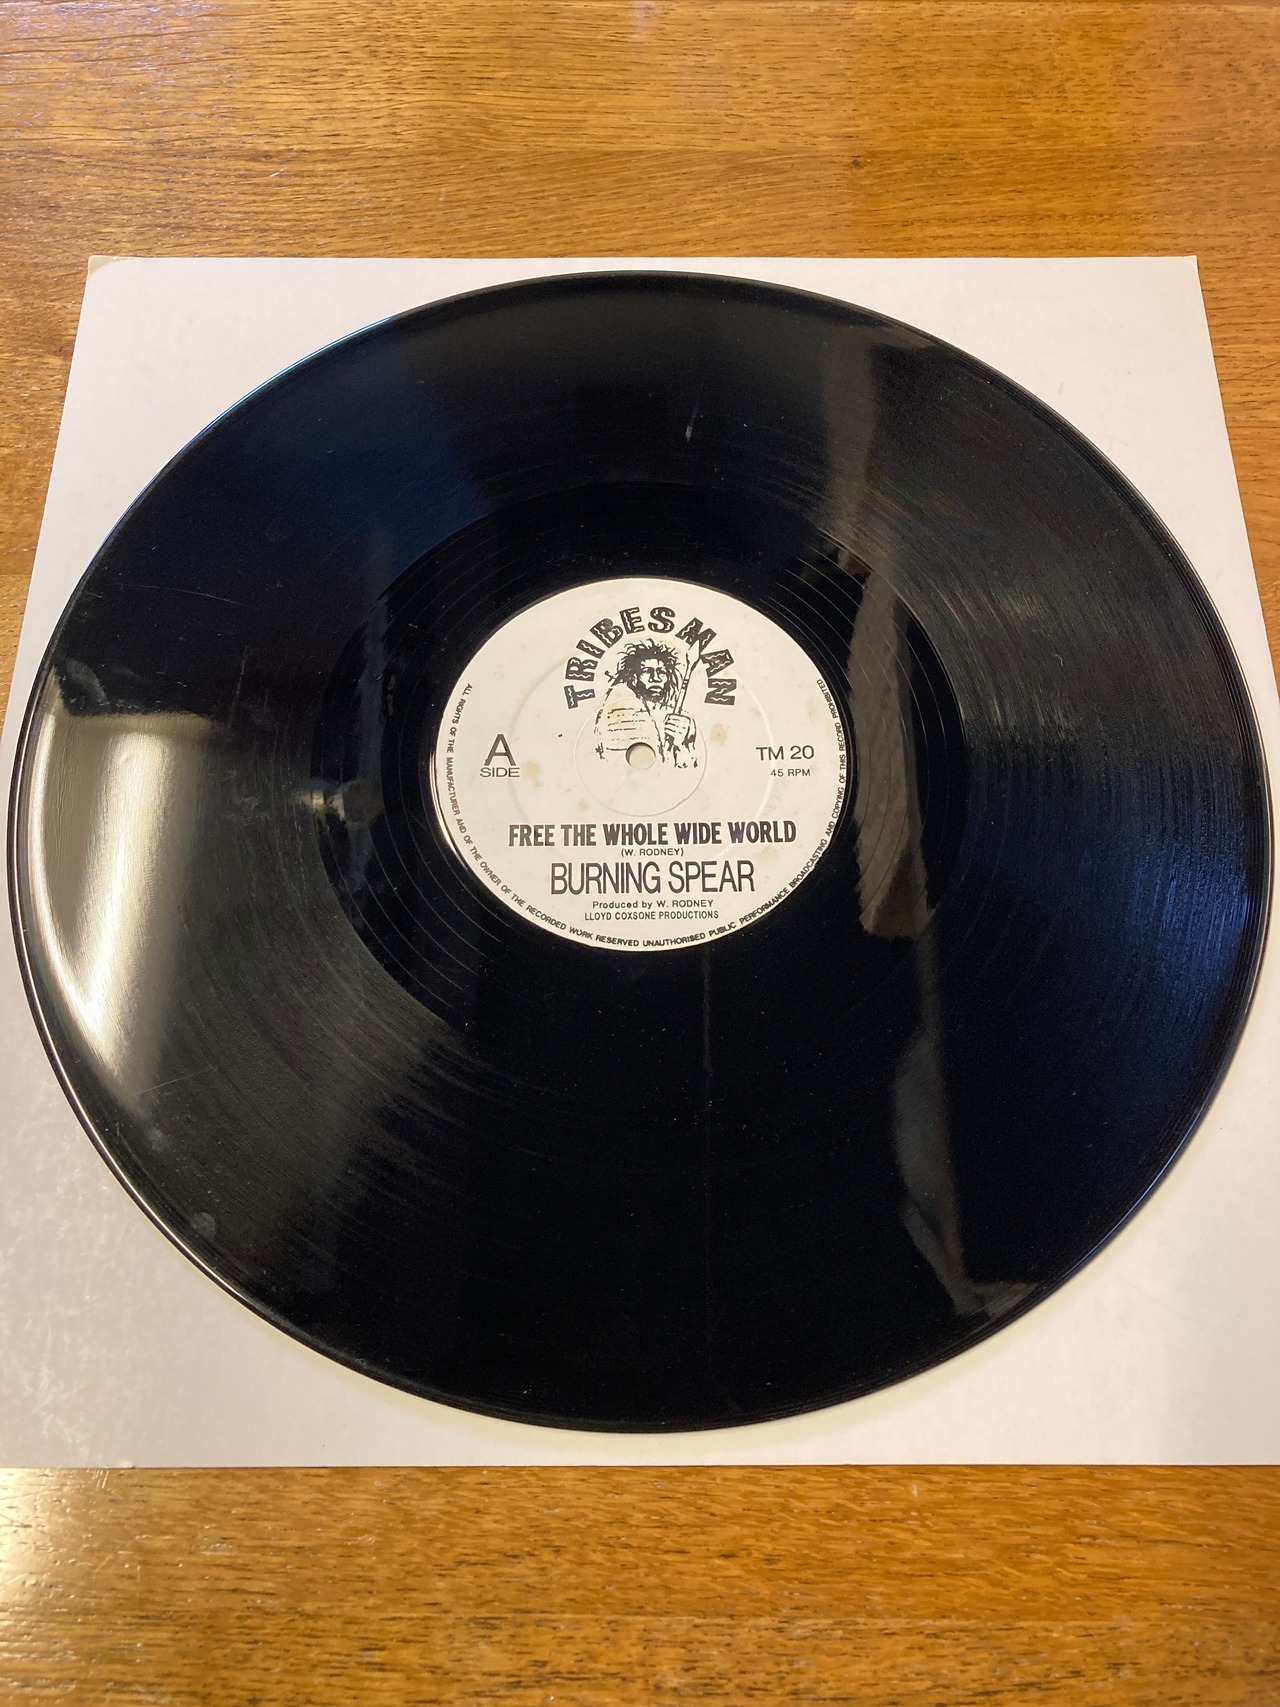 TRIBESMAN
A
SIDE
TM 20
45 RPM
FREE THE WHOLE WIDE WORLD
(W. RODNEY)
BURNING SPEAR
Produced by W. RODNEY
LLOYD COXSONE PRODUCTIONS
ALL RIGHTS OF THE MANUFACTURER AND OF THE OWNER OF THE RECORDED WORK RESERVED UNAUTHORISED PUBLIC PERFORMANCE BROADCASTING AND COPYING OF THIS RECORD PROHIBITED